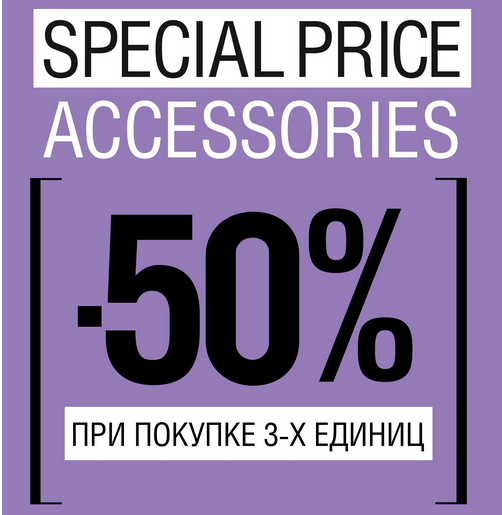 SPECIAL PRICE
ACCESSORIES
-50%
ПРИ ПОКУПКЕ 3-Х ЕДИНИЦ